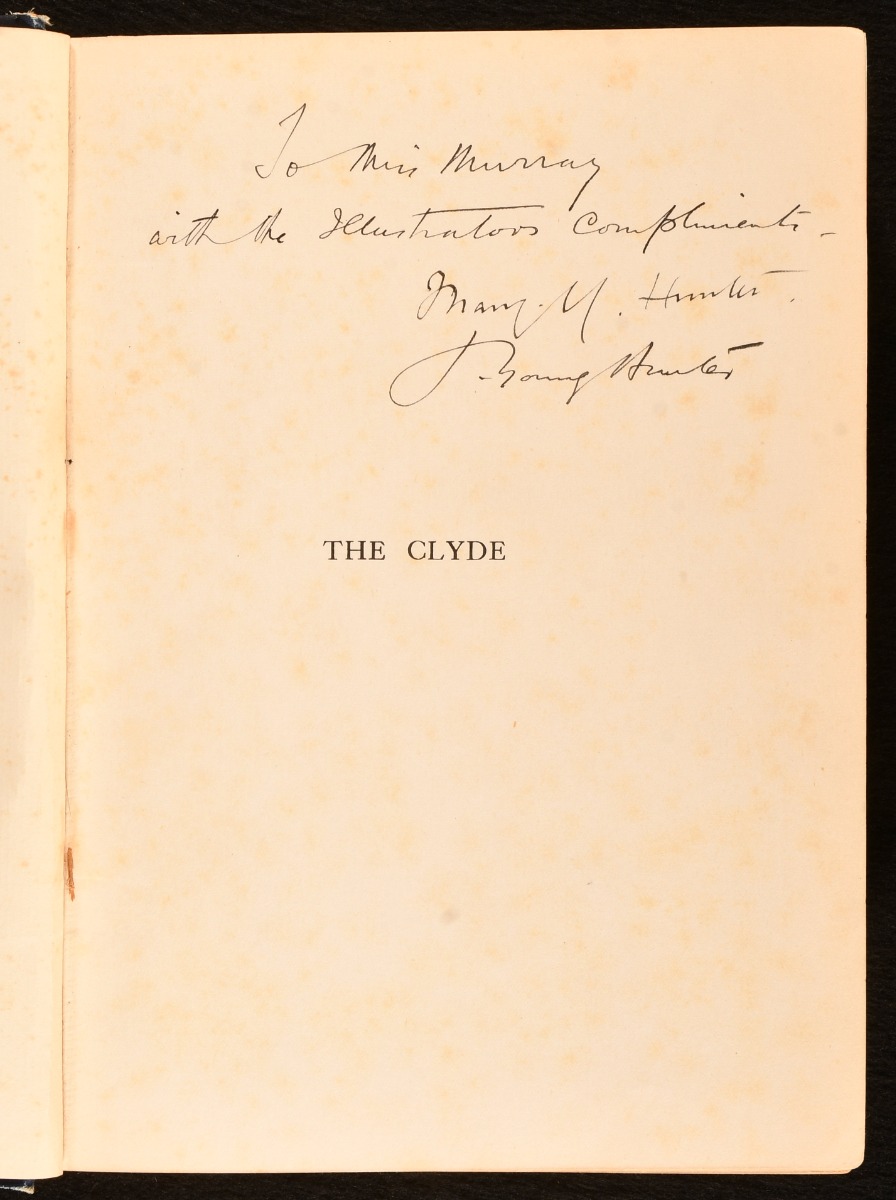 To Miss Murray
with the Illustrators Compliments -
Mary Y. Hunter.
J. Young Hunter
THE CLYDE